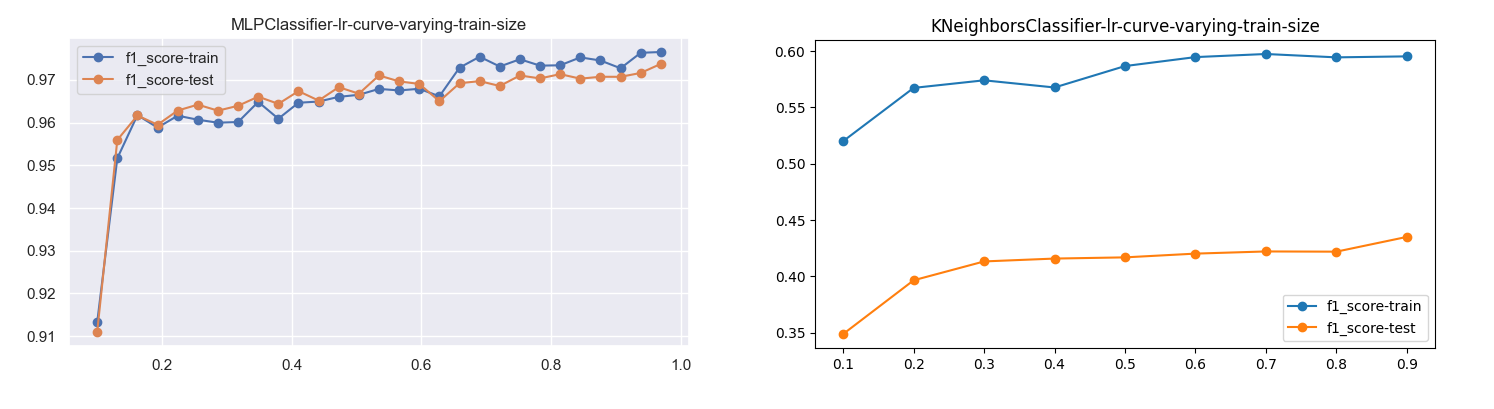 MLPClassifier-lr-curve-varying-train-size
f1_score-train
f1_score-test
0.97
0.96
0.95
0.94
0.93
0.92
0.91
0.2 0.4 0.6 0.8 1.0
KNeighborsClassifier-lr-curve-varying-train-size
0.60
0.55
0.50
0.45
0.40
0.35
f1_score-train
f1_score-test
0.1 0.2 0.3 0.4 0.5 0.6 0.7 0.8 0.9